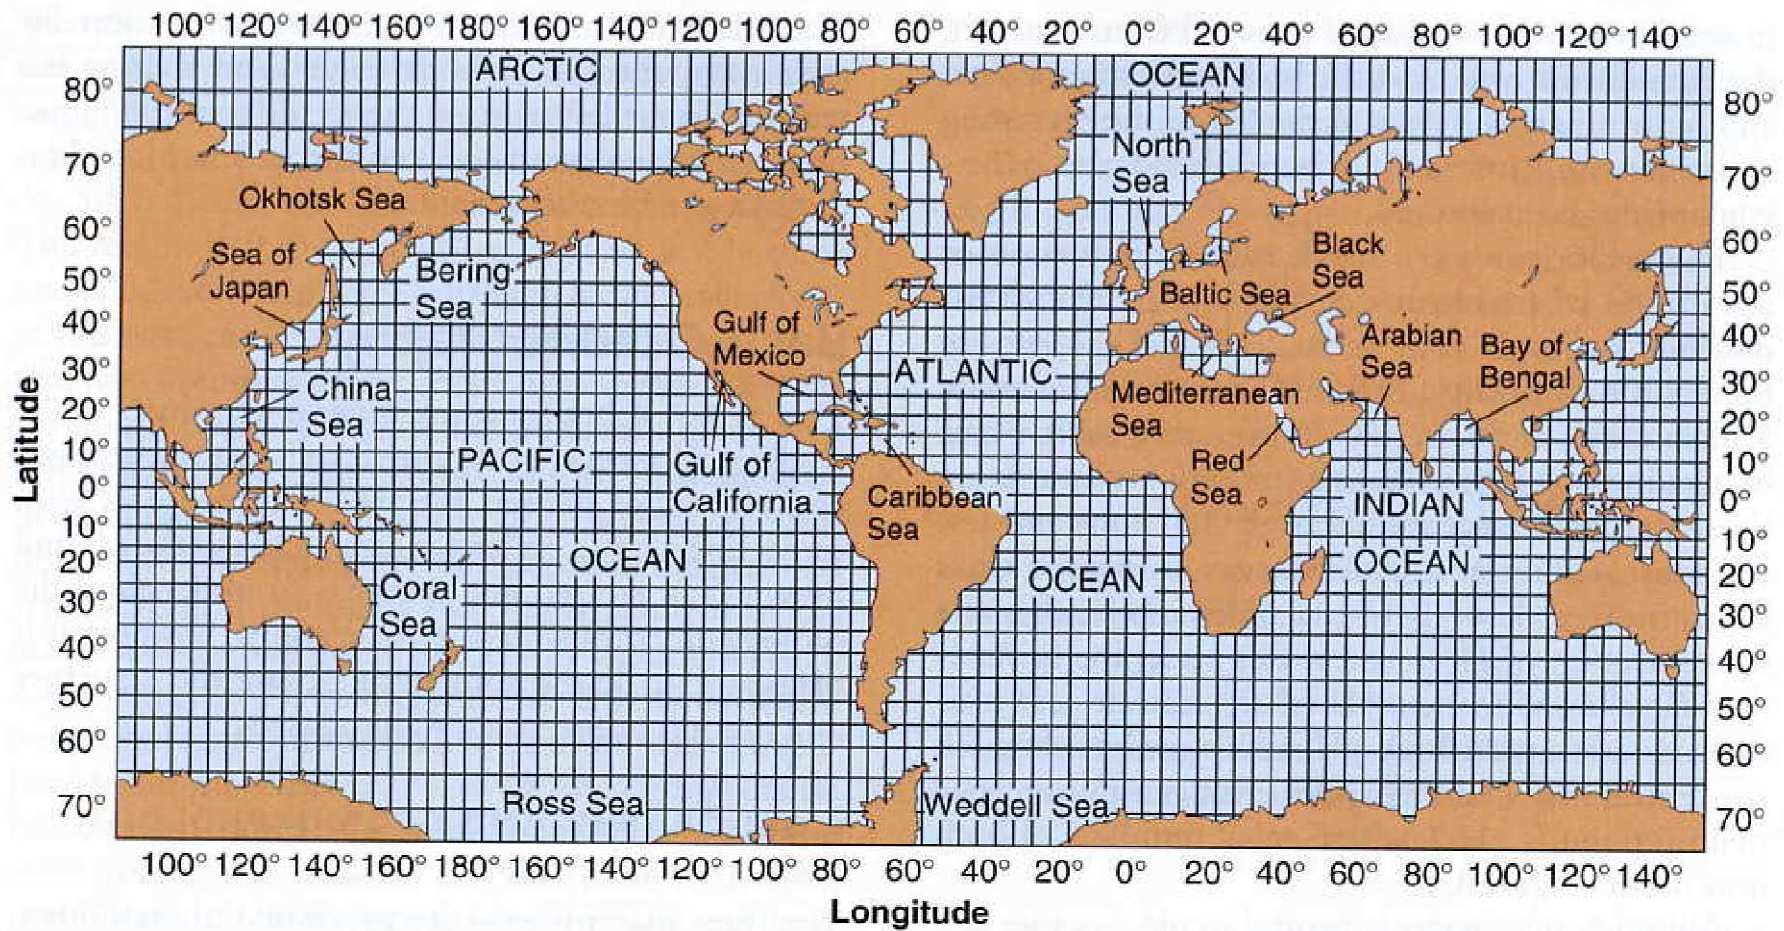 100° 120° 140° 160° 180° 160° 140° 120° 100° 80° 60° 40° 20° 0° 20° 40° 60° 80° 100° 120° 140°
ARCTIC
OCEAN
80°
80°
North
Sea
70°
70°
Okhotsk Sea
60°
60°
Black
Sea
Sea of
Japan
Bering
Sea
50°
50°
Baltic Sea
40°
40°
Gulf of
Mexico
Arabian
Sea
Bay of
Bengal
30°
30°
ATLANTIC
China
Sea
Mediterranean
Sea
20°
20°
Latitude
10°
10°
PACIFIC
Gulf of
California
Red
Sea
0°
0°
Caribbean
Sea
INDIAN
10°
10°
OCEAN
OCEAN
OCEAN
20°
20°
Coral
Sea
30°
30°
40°
40°
50°
50°
60°
60°
70°
70°
Ross Sea
Weddell Sea
100° 120° 140° 160° 180° 160° 140° 120° 100° 80° 60° 40° 20° 0° 20° 40° 60° 80° 100° 120° 140°
Longitude